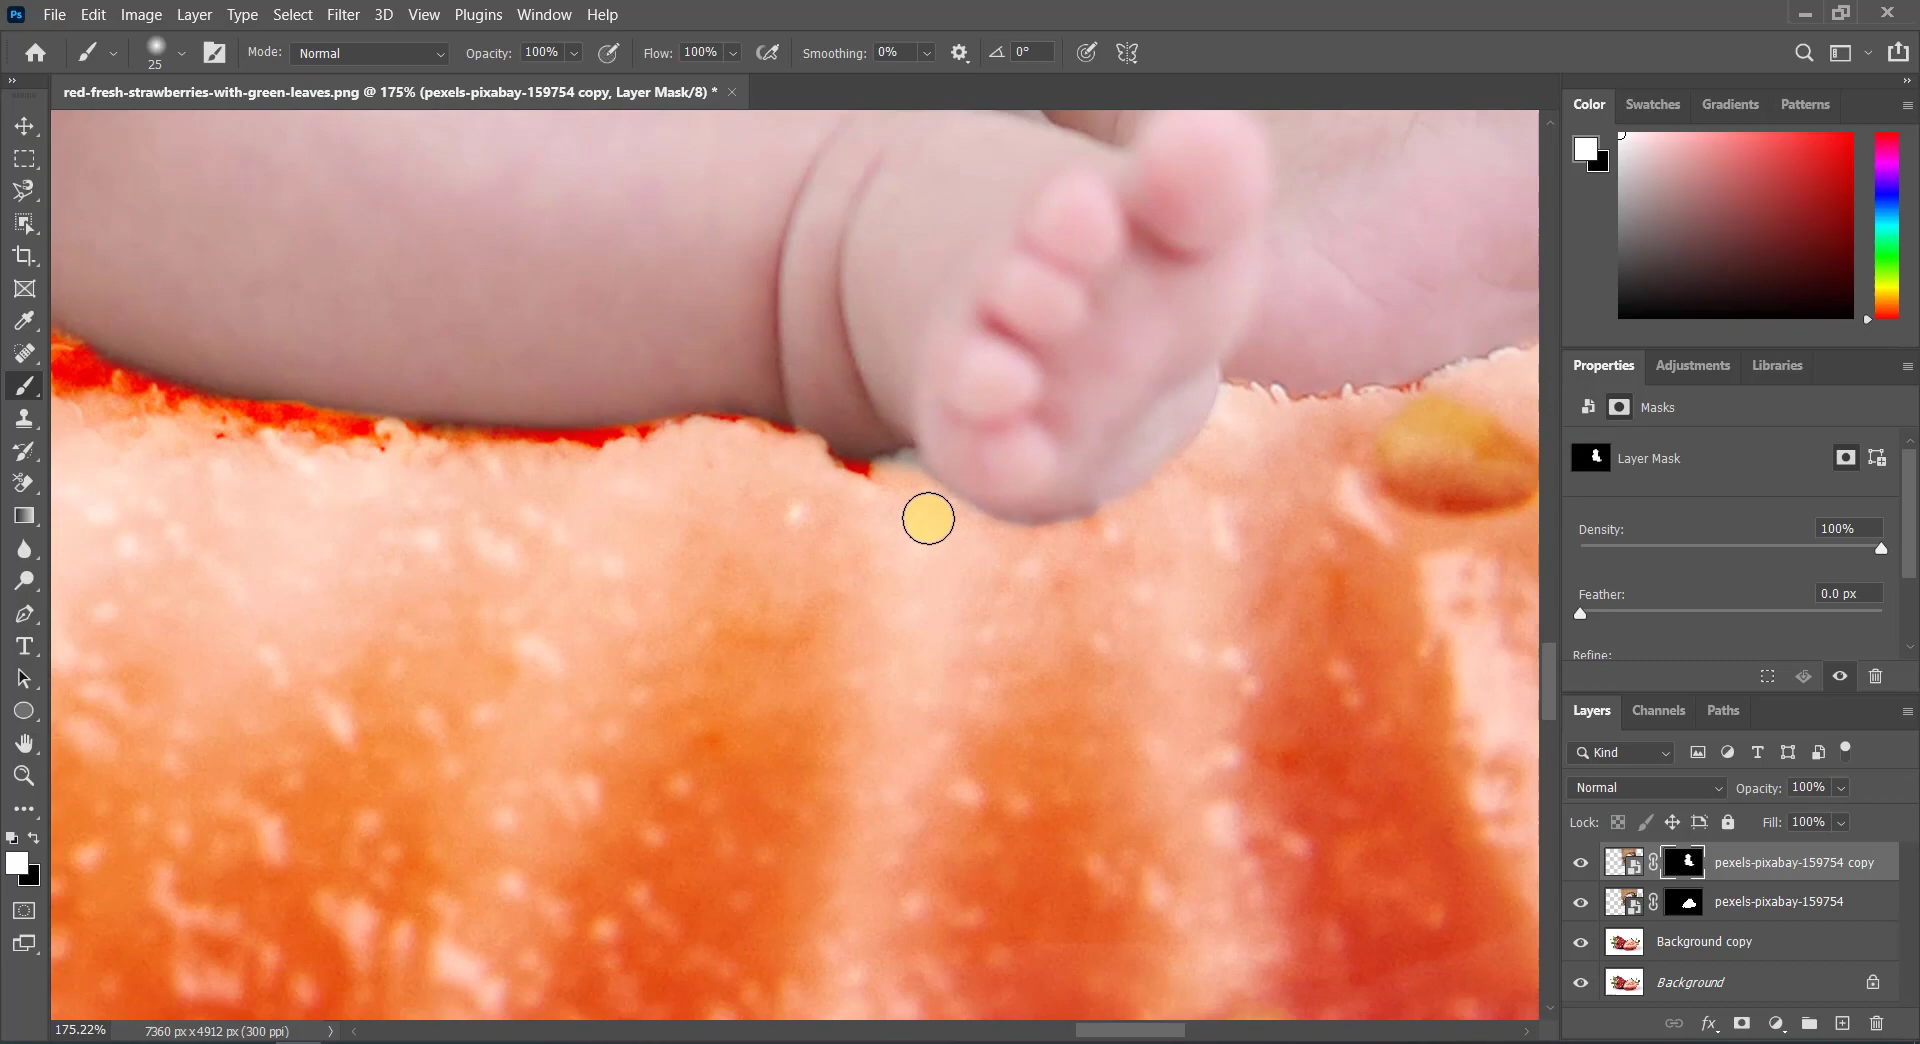 Ps File Edit Image Layer Type Select Filter 3D View Plugins Window Help
25 Mode: Normal Opacity: 100% Flow: 100% Smoothing: 0% 0°
red-fresh-strawberries-with-green-leaves.png @ 175% (pexels-pixabay-159754 copy, Layer Mask/8) *
Color Swatches Gradients Patterns
Properties Adjustments Libraries
Masks
Layer Mask
Density: 100%
Feather: 0.0 px
Refine:
Layers Channels Paths
Kind
Normal Opacity: 100%
Lock: Fill: 100%
pexels-pixabay-159754 copy
pexels-pixabay-159754
Background copy
Background
fx
175.22% 7360 px x 4912 px (300 ppi)